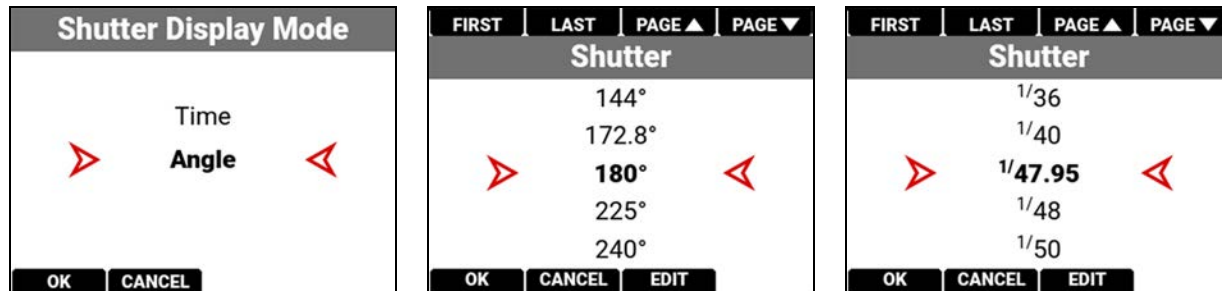 Shutter Display Mode
Time
Angle
OK CANCEL
FIRST LAST PAGE▲ PAGE▼
Shutter
144°
172.8°
180°
225°
240°
OK CANCEL EDIT
FIRST LAST PAGE▲ PAGE▼
Shutter
1/36
1/40
1/47.95
1/48
1/50
OK CANCEL EDIT